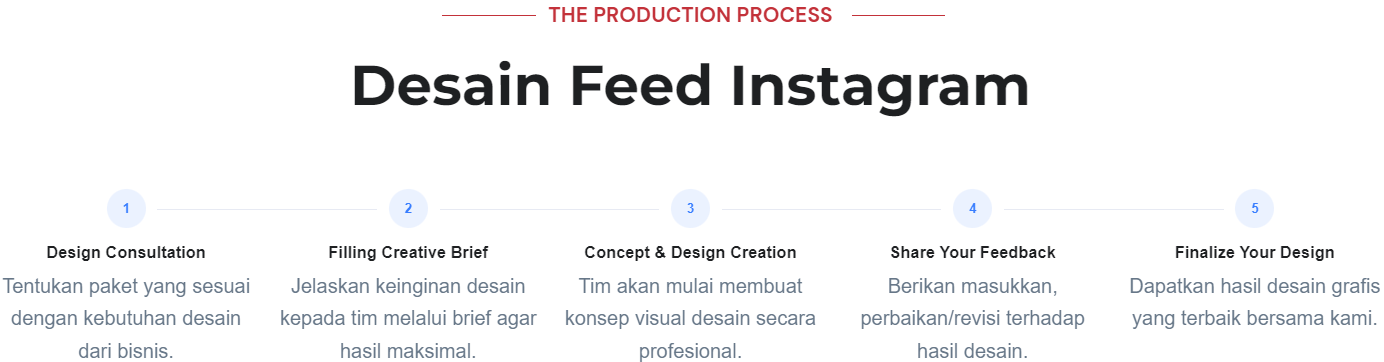 THE PRODUCTION PROCESS
Desain Feed Instagram
1
Design Consultation
Tentukan paket yang sesuai
dengan kebutuhan desain
dari bisnis.
2
Filling Creative Brief
Jelaskan keinginan desain
kepada tim melalui brief agar
hasil maksimal.
3
Concept & Design Creation
Tim akan mulai membuat
konsep visual desain secara
profesional.
4
Share Your Feedback
Berikan masukkan,
perbaikan/revisi terhadap
hasil desain.
5
Finalize Your Design
Dapatkan hasil desain grafis
yang terbaik bersama kami.